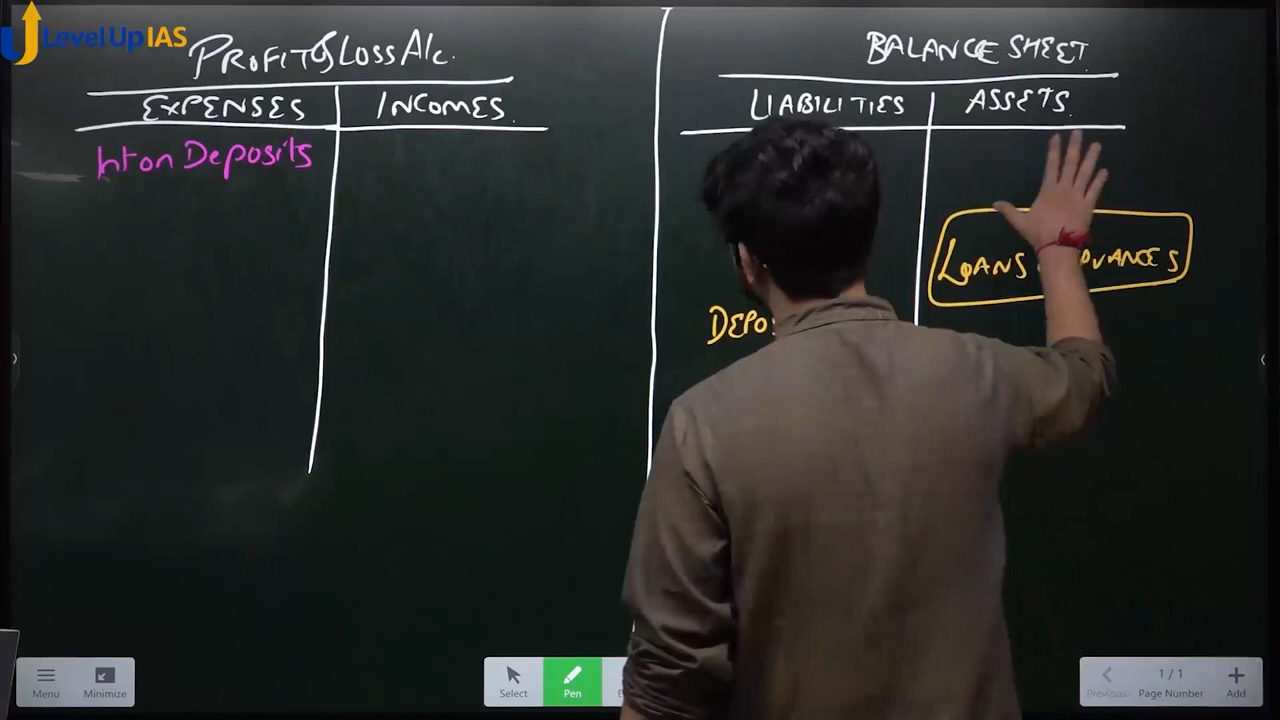 Level Up IAS
PROFIT & LOSS A/c.
EXPENSES
INCOMES.
Int on Deposits
BALANCE SHEET
LIABILITIES
ASSETS.
LOANS
DEPOS
Menu
Minimize
Select
Pen
Previous
1/1
Page Number
Add